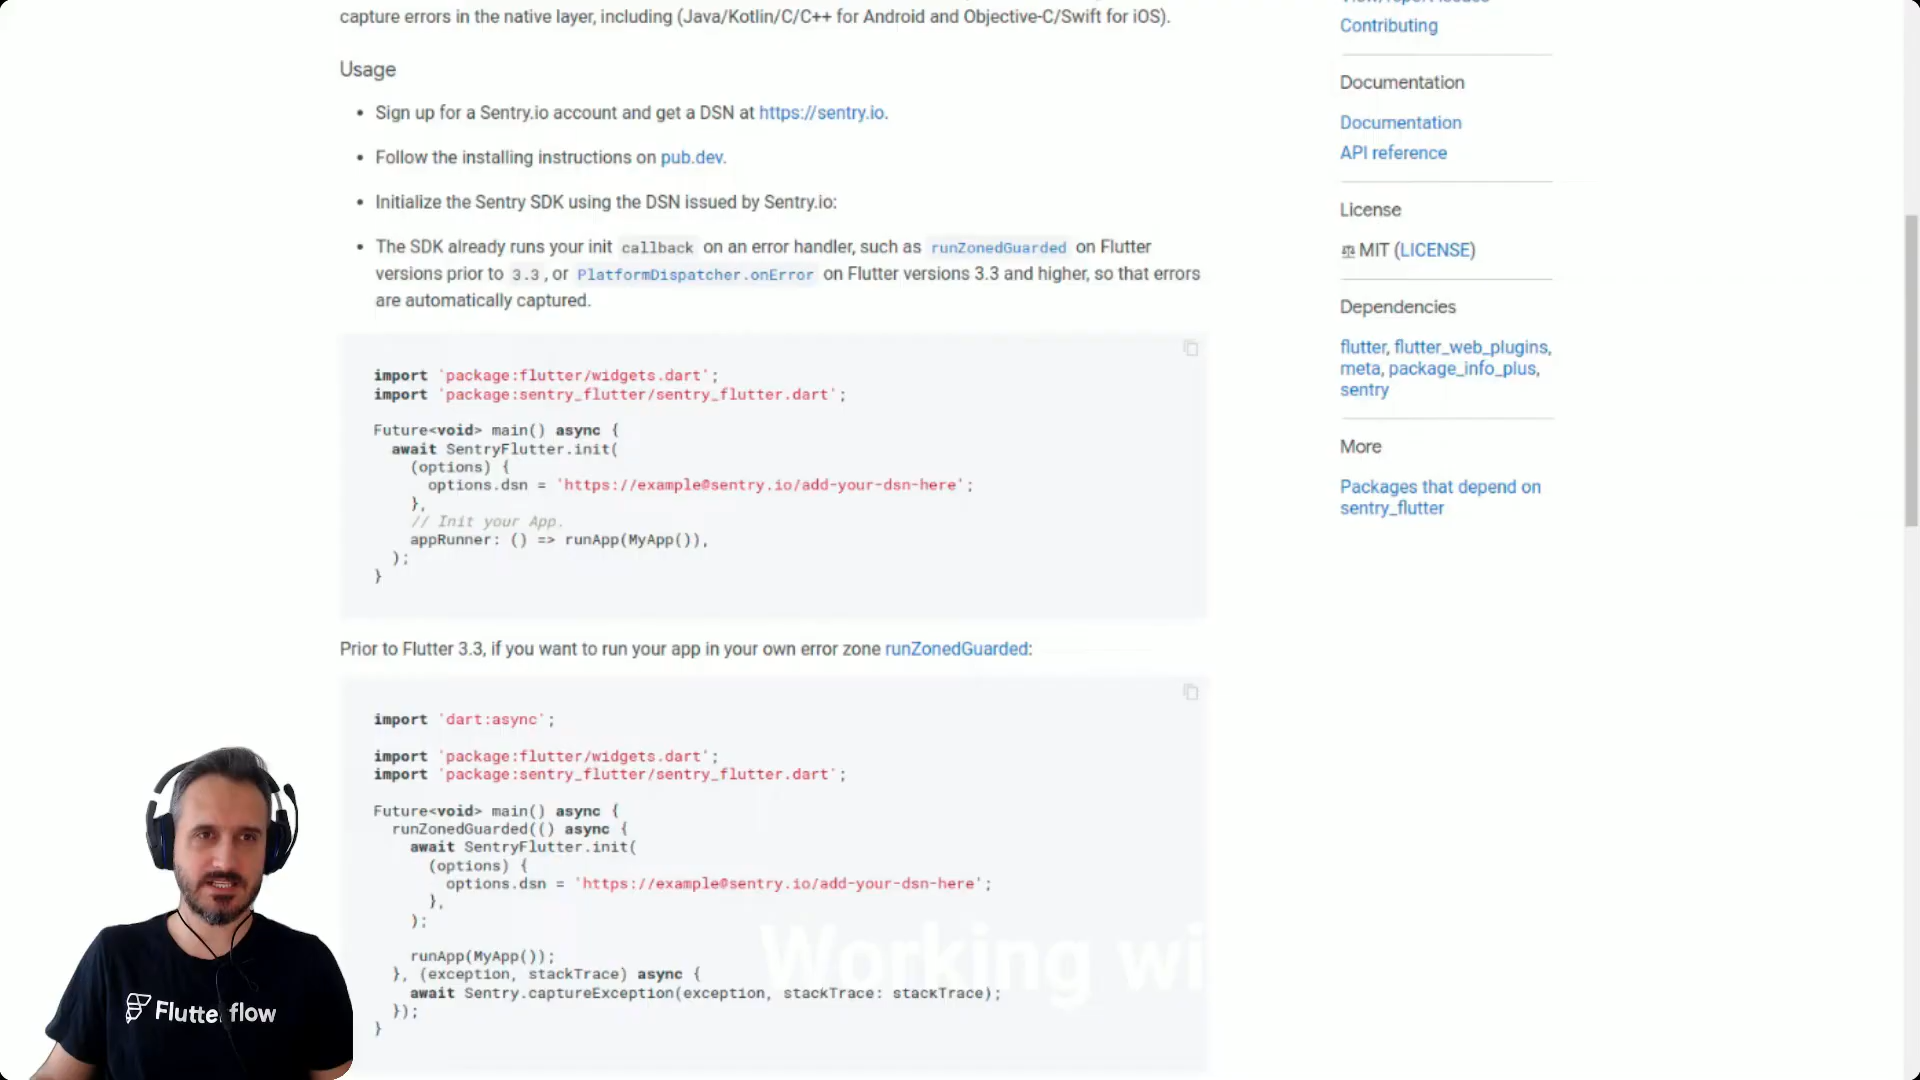 capture errors in the native layer, including (Java/Kotlin/C/C++ for Android and Objective-C/Swift for iOS).
Usage
• Sign up for a Sentry.io account and get a DSN at https://sentry.io.
• Follow the installing instructions on pub.dev.
• Initialize the Sentry SDK using the DSN issued by Sentry.io:
• The SDK already runs your init callback on an error handler, such as runZonedGuarded on Flutter
versions prior to 3.3, or PlatformDispatcher.onError on Flutter versions 3.3 and higher, so that errors
are automatically captured.
import 'package:flutter/widgets.dart';
import 'package:sentry_flutter/sentry_flutter.dart';
Future<void> main() async {
await SentryFlutter.init(
(options) {
options.dsn = 'https://example@sentry.io/add-your-dsn-here';
},
// Init your App.
appRunner: () => runApp(MyApp()),
);
}
Prior to Flutter 3.3, if you want to run your app in your own error zone runZonedGuarded:
import 'dart:async';
import 'package:flutter/widgets.dart';
import 'package:sentry_flutter/sentry_flutter.dart';
Future<void> main() async {
runZonedGuarded(() async {
await SentryFlutter.init(
(options) {
options.dsn = 'https://example@sentry.io/add-your-dsn-here';
},
);
runApp(MyApp());
}, (exception, stackTrace) async {
await Sentry.captureException(exception, stackTrace: stackTrace);
});
}
Working wi
View/report issues
Contributing
Documentation
Documentation
API reference
License
MIT (LICENSE)
Dependencies
flutter, flutter_web_plugins,
meta, package_info_plus,
sentry
More
Packages that depend on
sentry_flutter
Flutterflow